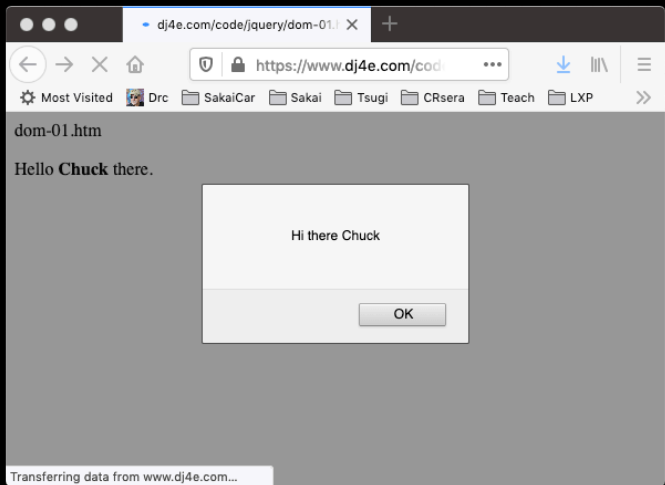 dj4e.com/code/jquery/dom-01.h
https://www.dj4e.com/cod
Most Visited Drc SakaiCar Sakai Tsugi CRsera Teach LXP
dom-01.htm
Hello Chuck there.
Hi there Chuck
OK
Transferring data from www.dj4e.com...